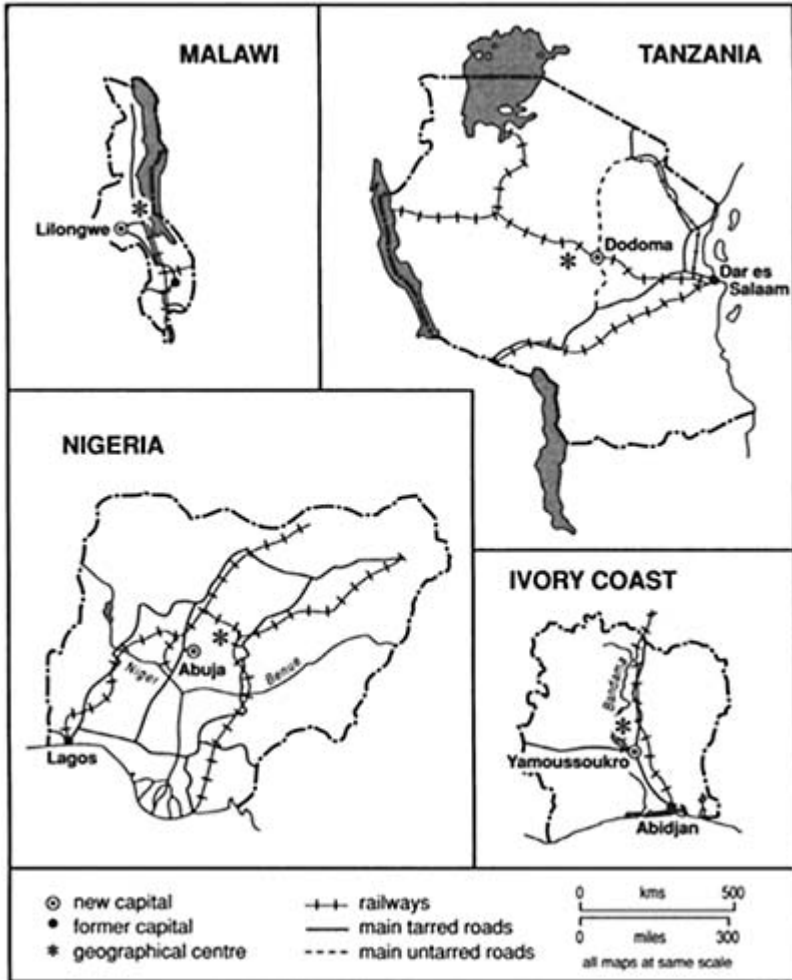 MALAWI
Lilongwe
TANZANIA
Dodoma
Dar es
Salaam
NIGERIA
Niger
Abuja
Benue
Lagos
IVORY COAST
Bandama
Yamoussoukro
Abidjan
new capital
former capital
geographical centre
railways
main tarred roads
main untarred roads
0 kms 500
0 miles 300
all maps at same scale